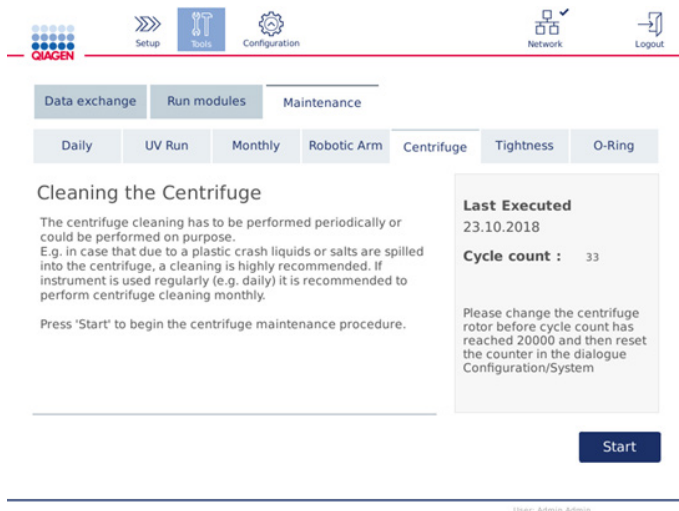 QIAGEN
Setup
Tools
Configuration
Network
Logout
Data exchange
Run modules
Maintenance
Daily
UV Run
Monthly
Robotic Arm
Centrifuge
Tightness
O-Ring
Cleaning the Centrifuge
The centrifuge cleaning has to be performed periodically or
could be performed on purpose.
E.g. in case that due to a plastic crash liquids or salts are spilled
into the centrifuge, a cleaning is highly recommended. If
instrument is used regularly (e.g. daily) it is recommended to
perform centrifuge cleaning monthly.
Press 'Start' to begin the centrifuge maintenance procedure.
Last Executed
23.10.2018
Cycle count : 33
Please change the centrifuge
rotor before cycle count has
reached 20000 and then reset
the counter in the dialogue
Configuration/System
Start
User: Admin Admin